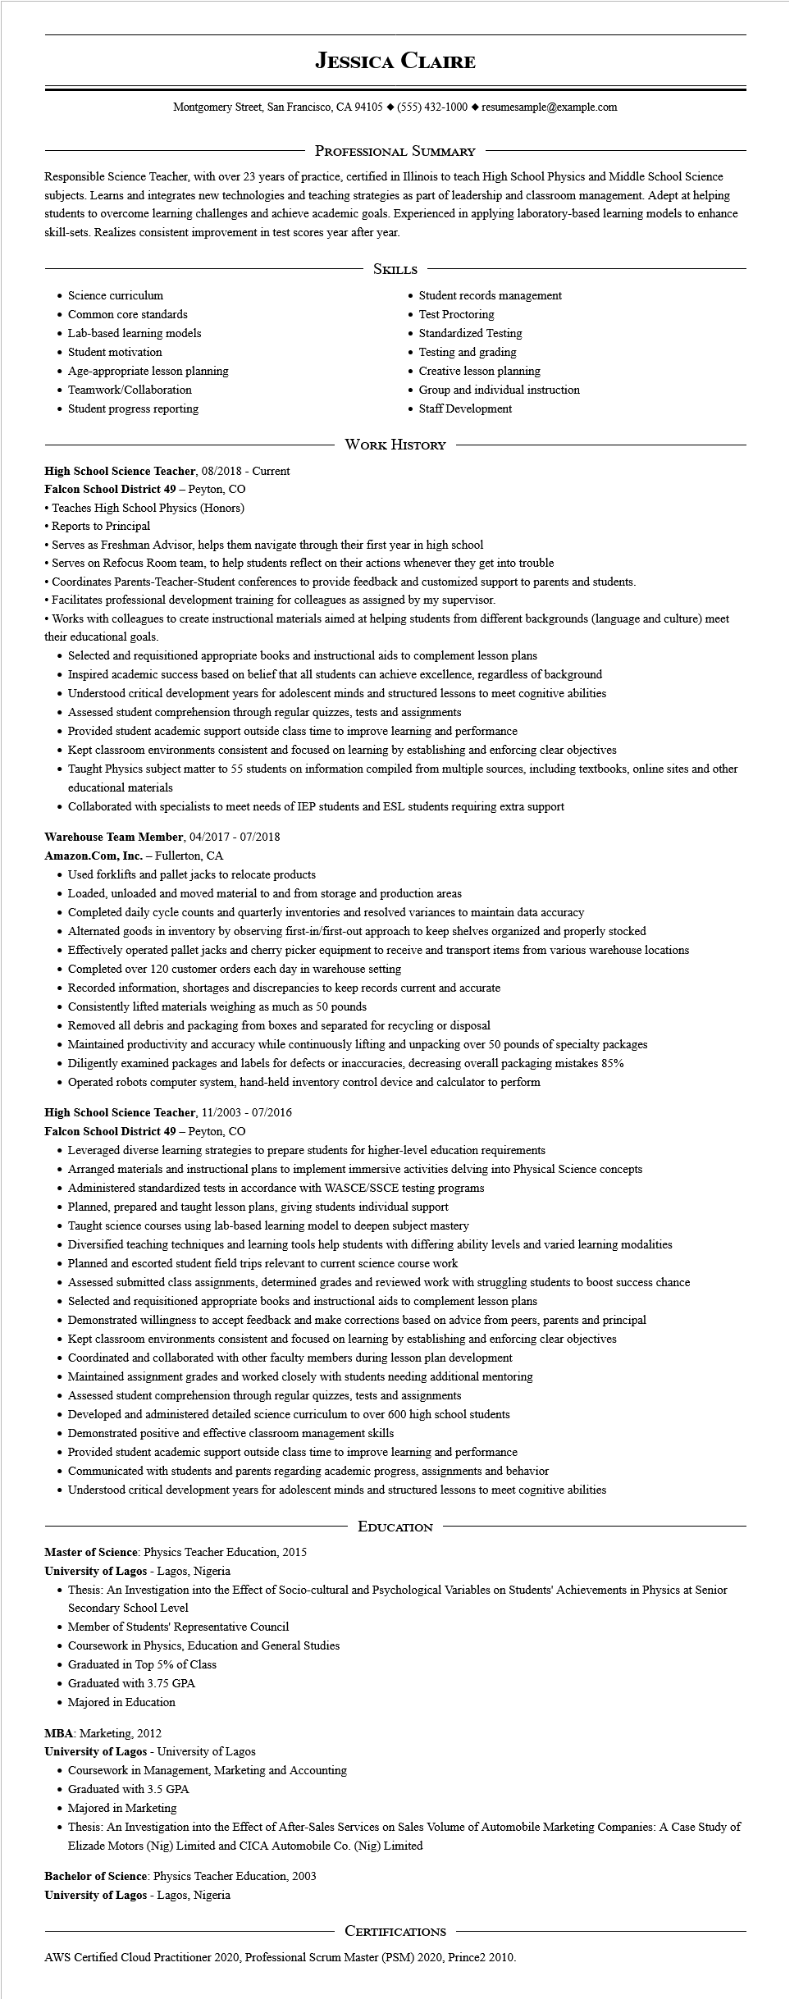 Jessica Claire
Montgomery Street, San Francisco, CA 94105 ◆ (555) 432-1000 ◆ resumesample@example.com
Professional Summary
Responsible Science Teacher, with over 23 years of practice, certified in Illinois to teach High School Physics and Middle School Science
subjects. Learns and integrates new technologies and teaching strategies as part of leadership and classroom management. Adept at helping
students to overcome learning challenges and achieve academic goals. Experienced in applying laboratory-based learning models to enhance
skill-sets. Realizes consistent improvement in test scores year after year.
Skills
• Science curriculum
• Common core standards
• Lab-based learning models
• Student motivation
• Age-appropriate lesson planning
• Teamwork/Collaboration
• Student progress reporting
• Student records management
• Test Proctoring
• Standardized Testing
• Testing and grading
• Creative lesson planning
• Group and individual instruction
• Staff Development
Work History
High School Science Teacher, 08/2018 - Current
Falcon School District 49 – Peyton, CO
• Teaches High School Physics (Honors)
• Reports to Principal
• Serves as Freshman Advisor, helps them navigate through their first year in high school
• Serves on Refocus Room team, to help students reflect on their actions whenever they get into trouble
• Coordinates Parents-Teacher-Student conferences to provide feedback and customized support to parents and students.
• Facilitates professional development training for colleagues as assigned by my supervisor.
• Works with colleagues to create instructional materials aimed at helping students from different backgrounds (language and culture) meet
their educational goals.
• Selected and requisitioned appropriate books and instructional aids to complement lesson plans
• Inspired academic success based on belief that all students can achieve excellence, regardless of background
• Understood critical development years for adolescent minds and structured lessons to meet cognitive abilities
• Assessed student comprehension through regular quizzes, tests and assignments
• Provided student academic support outside class time to improve learning and performance
• Kept classroom environments consistent and focused on learning by establishing and enforcing clear objectives
• Taught Physics subject matter to 55 students on information compiled from multiple sources, including textbooks, online sites and other
educational materials
• Collaborated with specialists to meet needs of IEP students and ESL students requiring extra support
Warehouse Team Member, 04/2017 - 07/2018
Amazon.Com, Inc. – Fullerton, CA
• Used forklifts and pallet jacks to relocate products
• Loaded, unloaded and moved material to and from storage and production areas
• Completed daily cycle counts and quarterly inventories and resolved variances to maintain data accuracy
• Alternated goods in inventory by observing first-in/first-out approach to keep shelves organized and properly stocked
• Effectively operated pallet jacks and cherry picker equipment to receive and transport items from various warehouse locations
• Completed over 120 customer orders each day in warehouse setting
• Recorded information, shortages and discrepancies to keep records current and accurate
• Consistently lifted materials weighing as much as 50 pounds
• Removed all debris and packaging from boxes and separated for recycling or disposal
• Maintained productivity and accuracy while continuously lifting and unpacking over 50 pounds of specialty packages
• Diligently examined packages and labels for defects or inaccuracies, decreasing overall packaging mistakes 85%
• Operated robots computer system, hand-held inventory control device and calculator to perform
High School Science Teacher, 11/2003 - 07/2016
Falcon School District 49 – Peyton, CO
• Leveraged diverse learning strategies to prepare students for higher-level education requirements
• Arranged materials and instructional plans to implement immersive activities delving into Physical Science concepts
• Administered standardized tests in accordance with WASCE/SSCE testing programs
• Planned, prepared and taught lesson plans, giving students individual support
• Taught science courses using lab-based learning model to deepen subject mastery
• Diversified teaching techniques and learning tools help students with differing ability levels and varied learning modalities
• Planned and escorted student field trips relevant to current science course work
• Assessed submitted class assignments, determined grades and reviewed work with struggling students to boost success chance
• Selected and requisitioned appropriate books and instructional aids to complement lesson plans
• Demonstrated willingness to accept feedback and make corrections based on advice from peers, parents and principal
• Kept classroom environments consistent and focused on learning by establishing and enforcing clear objectives
• Coordinated and collaborated with other faculty members during lesson plan development
• Maintained assignment grades and worked closely with students needing additional mentoring
• Assessed student comprehension through regular quizzes, tests and assignments
• Developed and administered detailed science curriculum to over 600 high school students
• Demonstrated positive and effective classroom management skills
• Provided student academic support outside class time to improve learning and performance
• Communicated with students and parents regarding academic progress, assignments and behavior
• Understood critical development years for adolescent minds and structured lessons to meet cognitive abilities
Education
Master of Science: Physics Teacher Education, 2015
University of Lagos - Lagos, Nigeria
• Thesis: An Investigation into the Effect of Socio-cultural and Psychological Variables on Students' Achievements in Physics at Senior
Secondary School Level
• Member of Students' Representative Council
• Coursework in Physics, Education and General Studies
• Graduated in Top 5% of Class
• Graduated with 3.75 GPA
• Majored in Education
MBA: Marketing, 2012
University of Lagos - University of Lagos
• Coursework in Management, Marketing and Accounting
• Graduated with 3.5 GPA
• Majored in Marketing
• Thesis: An Investigation into the Effect of After-Sales Services on Sales Volume of Automobile Marketing Companies: A Case Study of
Elizade Motors (Nig) Limited and CICA Automobile Co. (Nig) Limited
Bachelor of Science: Physics Teacher Education, 2003
University of Lagos - Lagos, Nigeria
Certifications
AWS Certified Cloud Practitioner 2020, Professional Scrum Master (PSM) 2020, Prince2 2010.